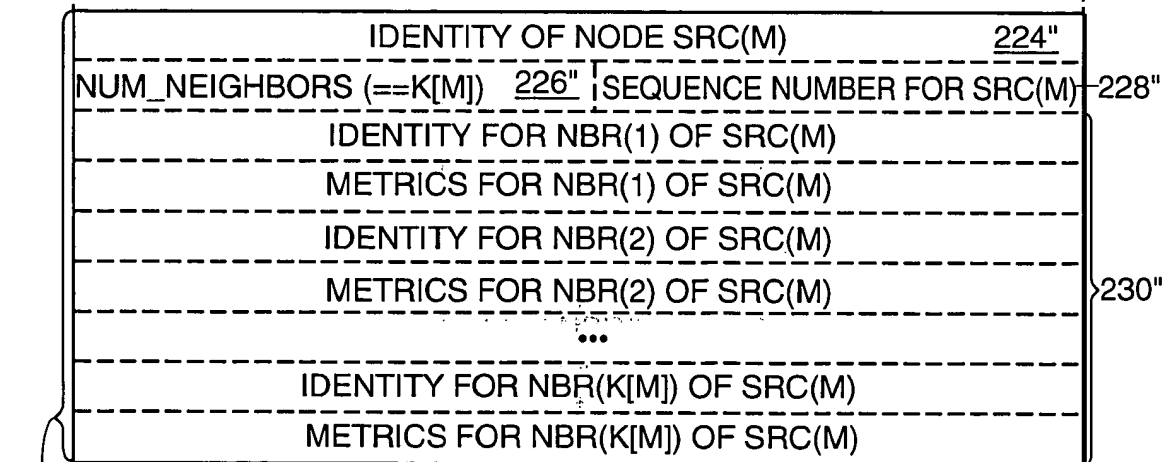 IDENTITY OF NODE SRC(M) 224"
NUM_NEIGHBORS (==K[M]) 226" SEQUENCE NUMBER FOR SRC(M) 228"
IDENTITY FOR NBR(1) OF SRC(M)
METRICS FOR NBR(1) OF SRC(M)
IDENTITY FOR NBR(2) OF SRC(M)
METRICS FOR NBR(2) OF SRC(M) 230"
•••
IDENTITY FOR NBR(K[M]) OF SRC(M)
METRICS FOR NBR(K[M]) OF SRC(M)